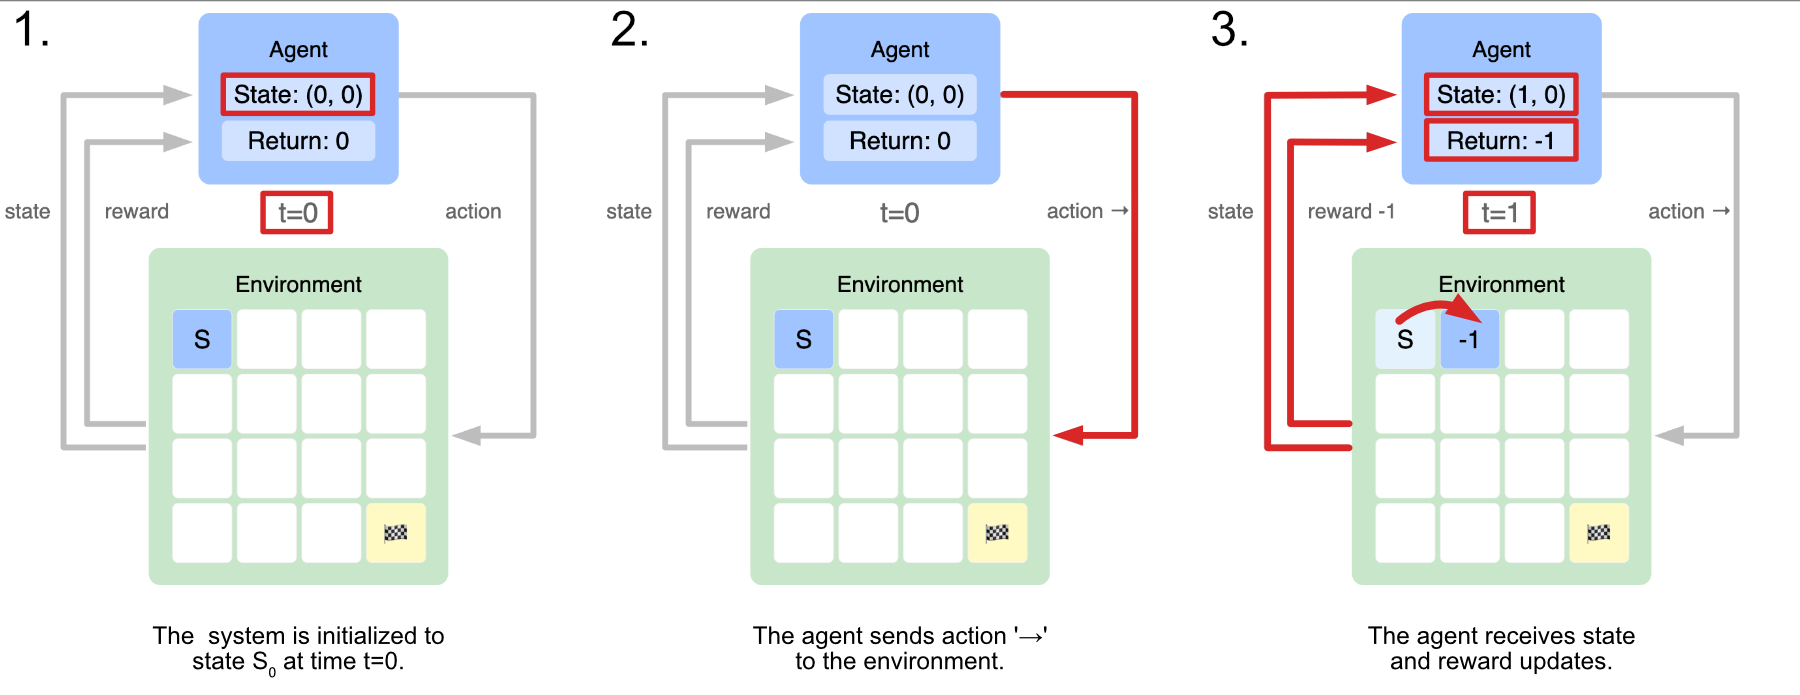 1.
Agent
State: (0, 0)
Return: 0
state
reward
t=0
action
Environment
S
The system is initialized to
state S₀ at time t=0.
2.
Agent
State: (0, 0)
Return: 0
state
reward
t=0
action →
Environment
S
The agent sends action '→'
to the environment.
3.
Agent
State: (1, 0)
Return: -1
state
reward -1
t=1
action →
Environment
S -1
The agent receives state
and reward updates.